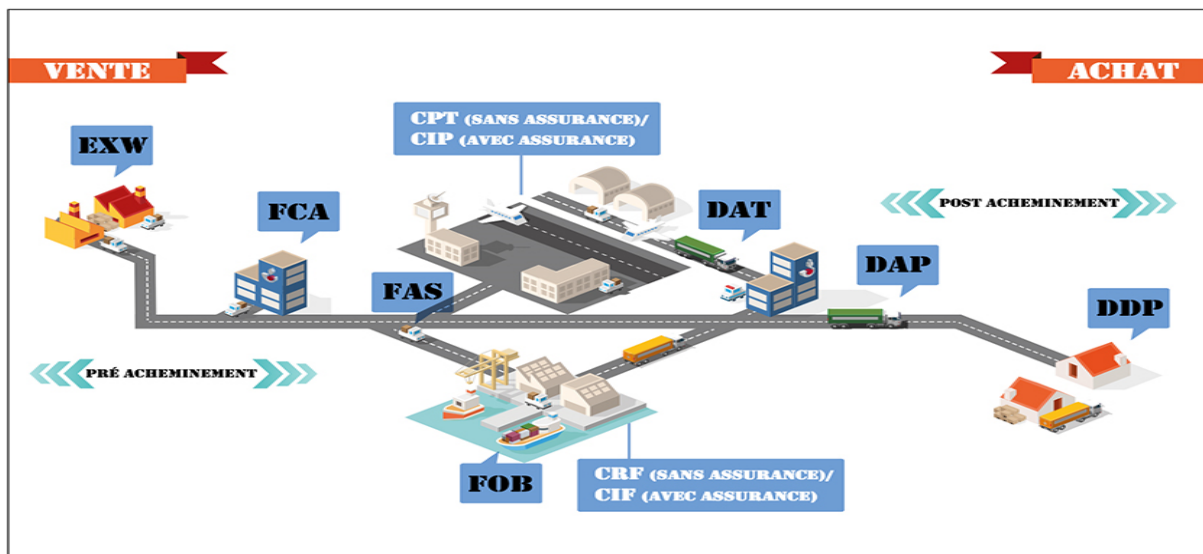 VENTE
ACHAT
CPT (SANS ASSURANCE)/
CIP (AVEC ASSURANCE)
EXW
FCA
DAT
POST ACHEMINEMENT
DAP
FAS
DDP
PRÉ ACHEMINEMENT
FOB
CRF (SANS ASSURANCE)/
CIF (AVEC ASSURANCE)